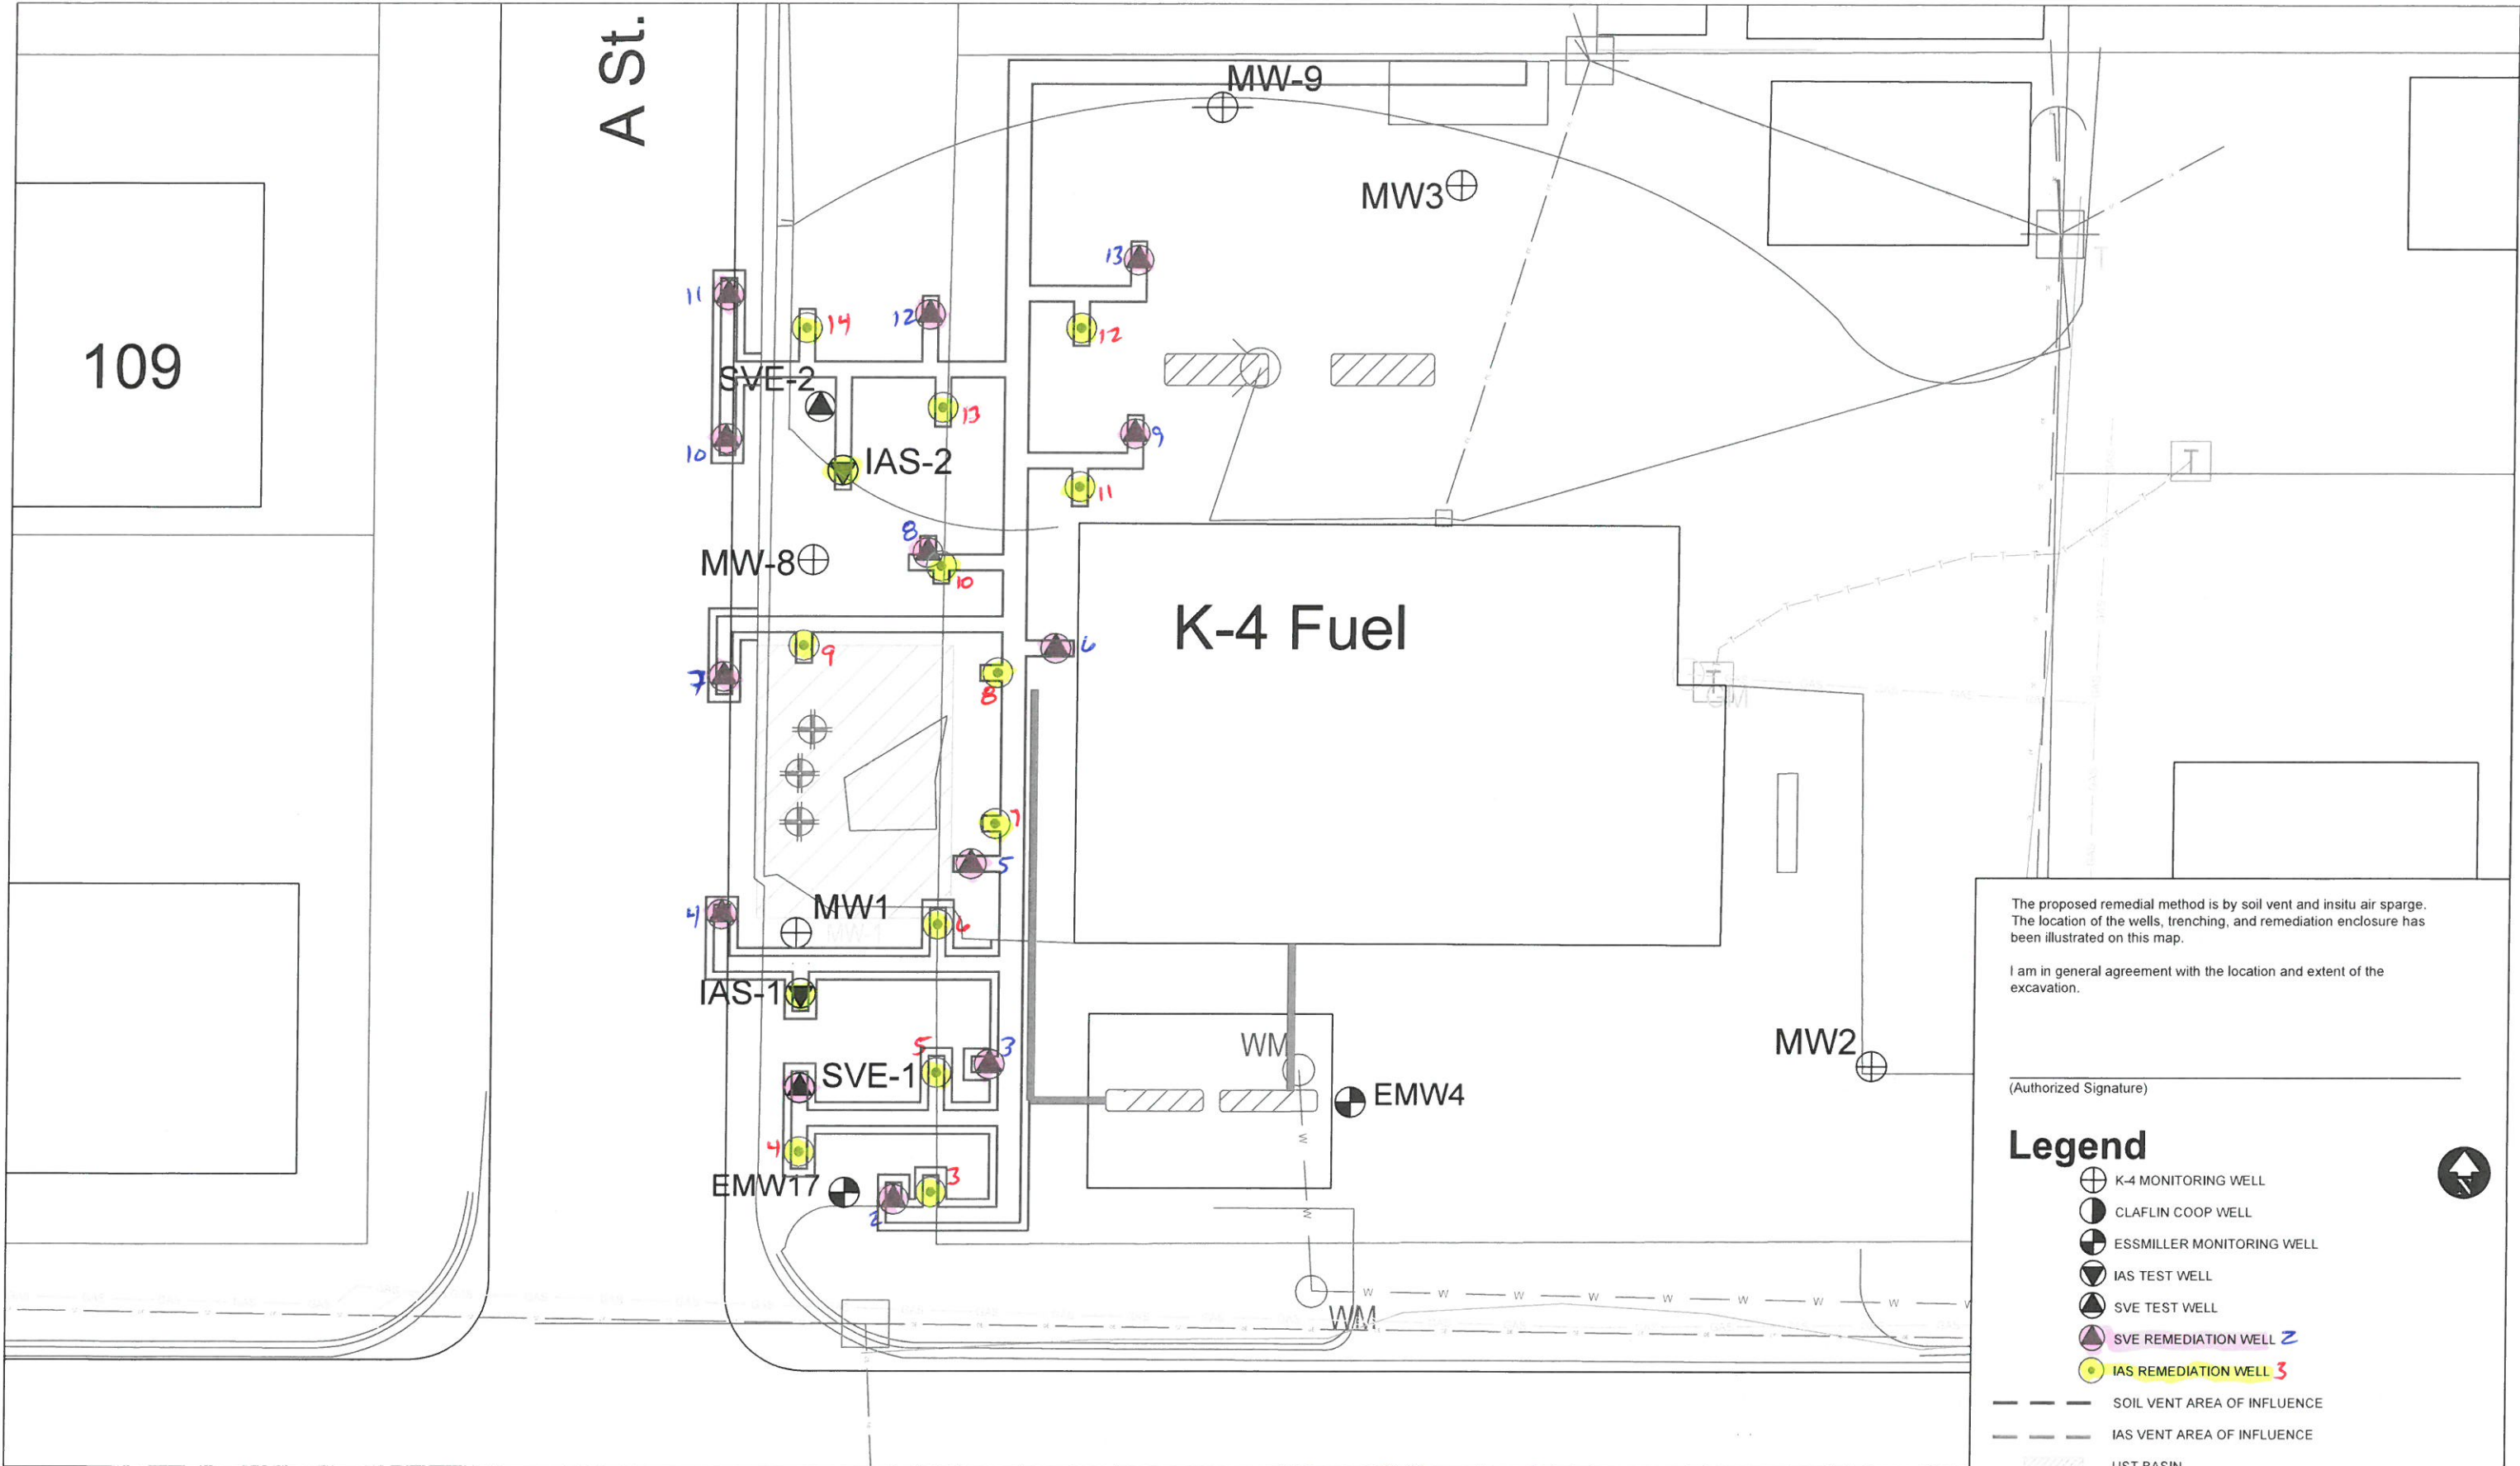 A St.
MW-9
MW3
13
11
14
12
12
109
SVE-2
13
9
10
IAS-2
11
T
8
MW-8
10
K-4 Fuel
6
9
7
8
T
GM
7
5
4
MW1
6
MW-1
IAS-1
WM
MW2
5
3
SVE-1
EMW4
4
W
EMW17
3
2
W
W W W W W W W W W
WM
The proposed remedial method is by soil vent and insitu air sparge.
The location of the wells, trenching, and remediation enclosure has
been illustrated on this map.
I am in general agreement with the location and extent of the
excavation.
(Authorized Signature)
Legend
N
K-4 MONITORING WELL
CLAFLIN COOP WELL
ESSMILLER MONITORING WELL
IAS TEST WELL
SVE TEST WELL
SVE REMEDIATION WELL 2
IAS REMEDIATION WELL 3
SOIL VENT AREA OF INFLUENCE
IAS VENT AREA OF INFLUENCE
UST BASIN